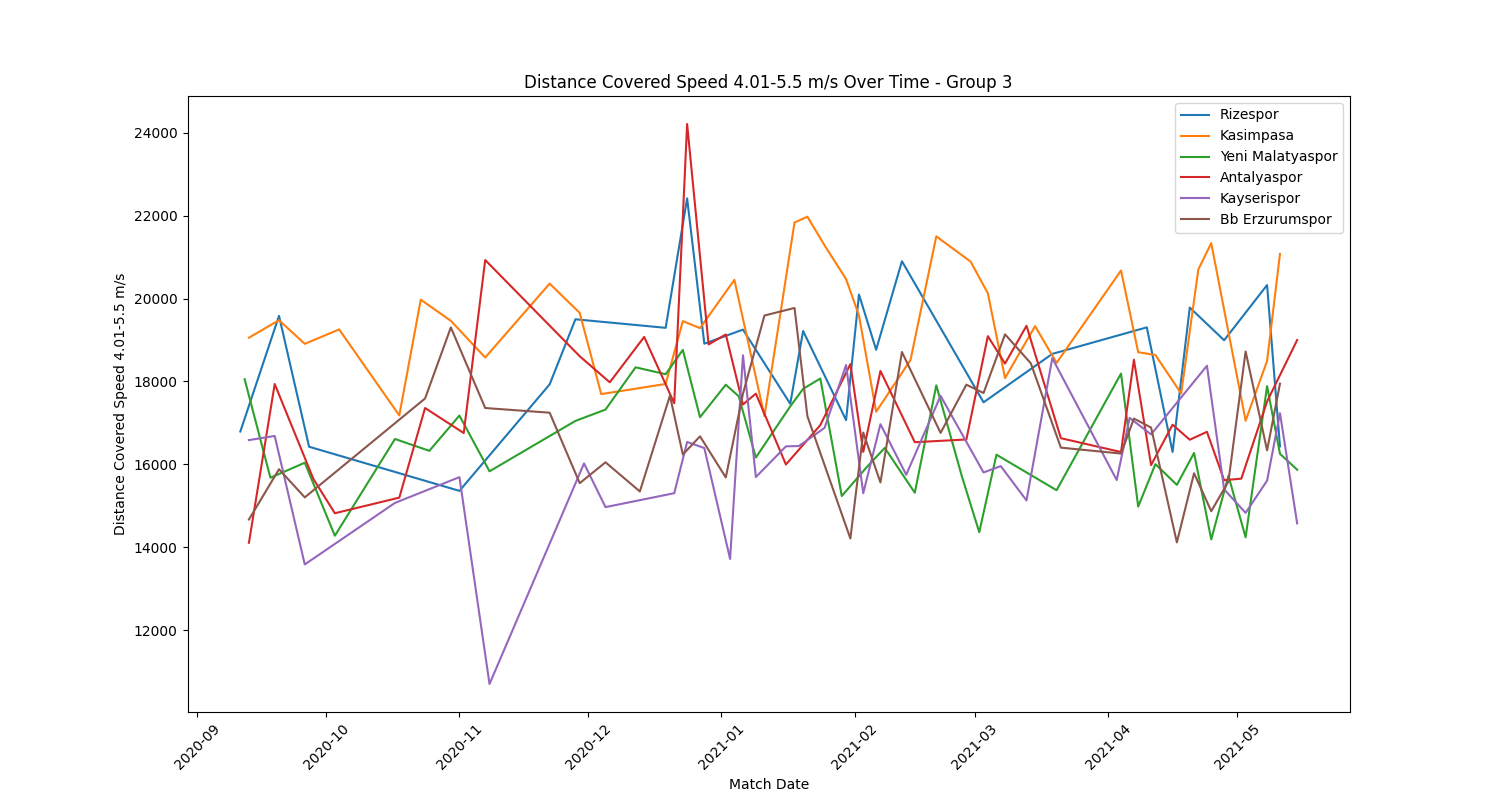 Distance Covered Speed 4.01-5.5 m/s Over Time - Group 3
Rizespor
Kasimpasa
Yeni Malatyaspor
Antalyaspor
Kayserispor
Bb Erzurumspor
24000
22000
20000
18000
16000
14000
12000
Distance Covered Speed 4.01-5.5 m/s
2020-09
2020-10
2020-11
2020-12
2021-01
2021-02
2021-03
2021-04
2021-05
Match Date